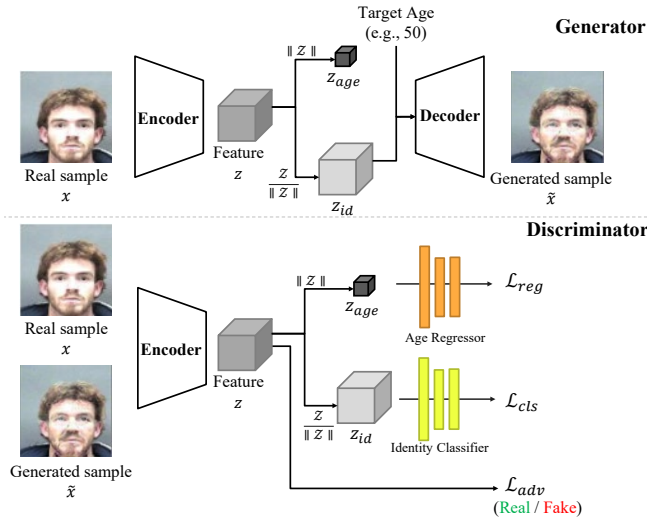 Target Age
(e.g., 50)
Generator
‖ z ‖
z_age
Encoder
Decoder
Feature
z
z / ‖ z ‖
z_id
Real sample
x
Generated sample
x̃
Discriminator
‖ z ‖
z_age
ℒ_reg
Age Regressor
Real sample
x
Encoder
Feature
z
z / ‖ z ‖
z_id
ℒ_cls
Identity Classifier
Generated sample
x̃
ℒ_adv
(Real / Fake)